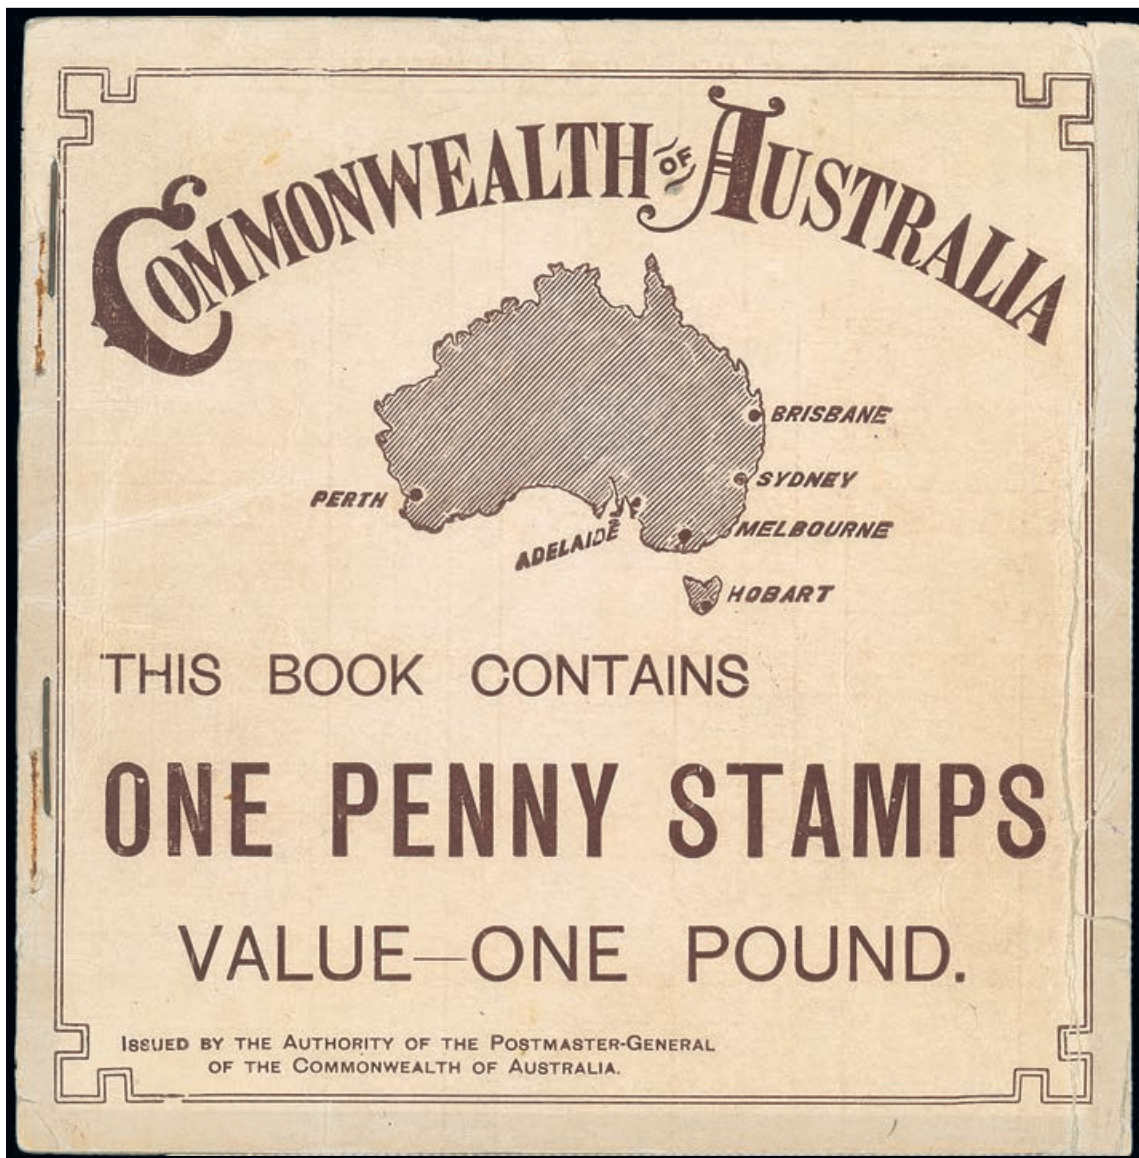 COMMONWEALTH OF AUSTRALIA
BRISBANE
SYDNEY
PERTH
MELBOURNE
ADELAIDE
HOBART
THIS BOOK CONTAINS
ONE PENNY STAMPS
VALUE—ONE POUND.
ISSUED BY THE AUTHORITY OF THE POSTMASTER-GENERAL
OF THE COMMONWEALTH OF AUSTRALIA.